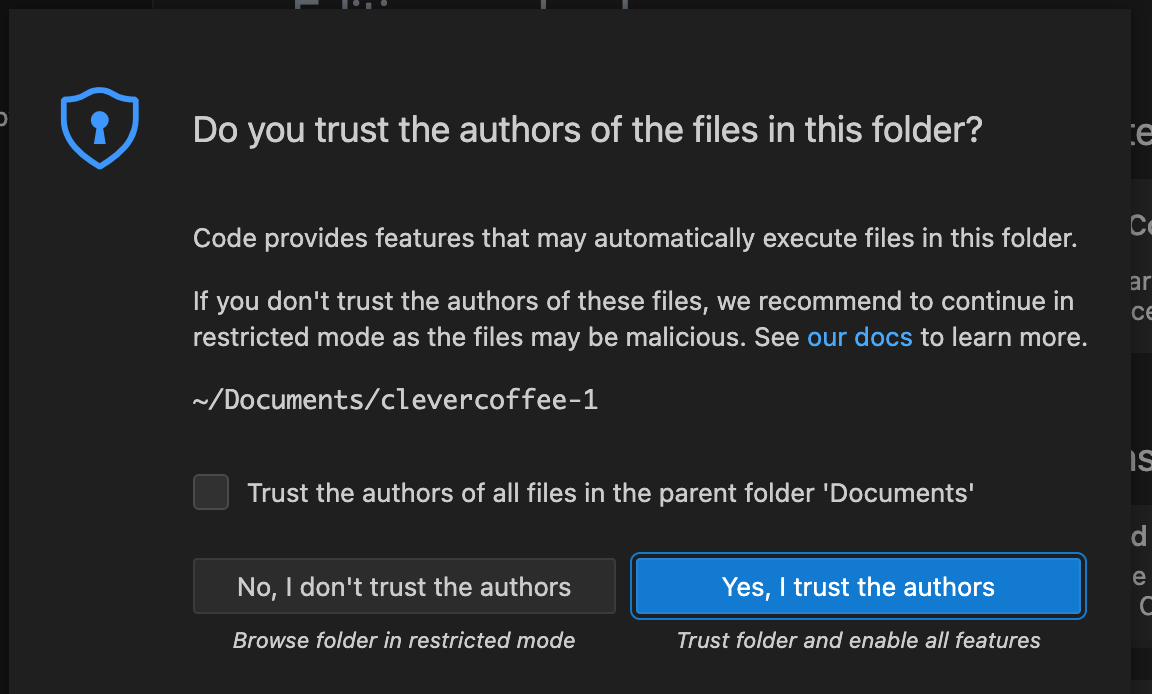 Do you trust the authors of the files in this folder?
Code provides features that may automatically execute files in this folder.
If you don't trust the authors of these files, we recommend to continue in
restricted mode as the files may be malicious. See our docs to learn more.
~/Documents/clevercoffee-1
Trust the authors of all files in the parent folder 'Documents'
No, I don't trust the authors
Yes, I trust the authors
Browse folder in restricted mode
Trust folder and enable all features